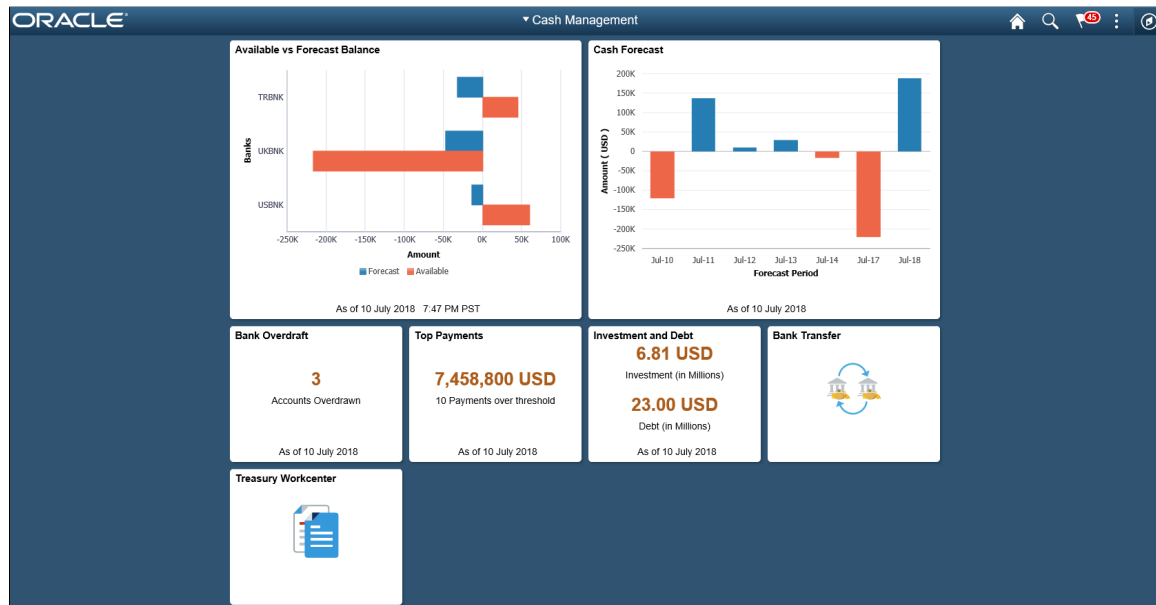 ORACLE
Cash Management
45
Available vs Forecast Balance
Banks
TRBNK
UKBNK
USBNK
-250K -200K -150K -100K -50K 0K 50K 100K
Amount
Forecast Available
As of 10 July 2018 7:47 PM PST
Cash Forecast
Amount ( USD )
200K
150K
100K
50K
0
-50K
-100K
-150K
-200K
-250K
Jul-10 Jul-11 Jul-12 Jul-13 Jul-14 Jul-17 Jul-18
Forecast Period
As of 10 July 2018
Bank Overdraft
3
Accounts Overdrawn
As of 10 July 2018
Top Payments
7,458,800 USD
10 Payments over threshold
As of 10 July 2018
Investment and Debt
6.81 USD
Investment (in Millions)
23.00 USD
Debt (in Millions)
As of 10 July 2018
Bank Transfer
Treasury Workcenter